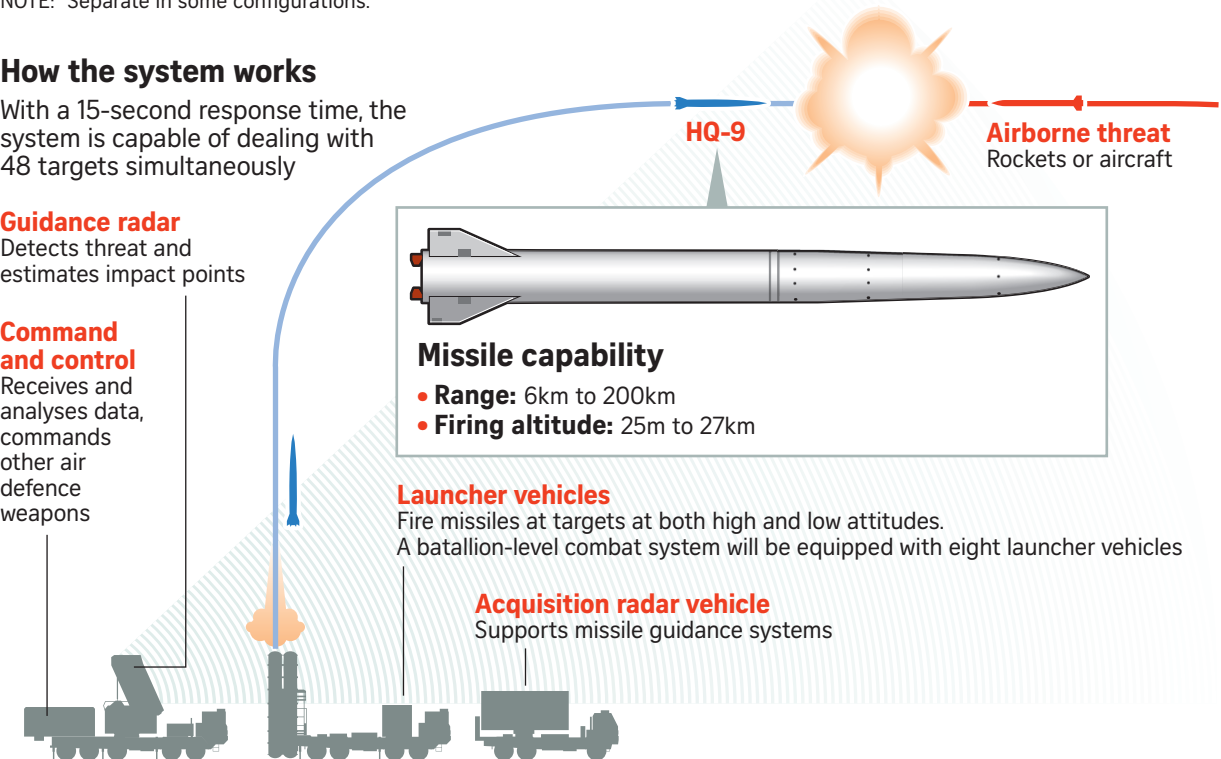 NOTE: *Separate in some configurations.
How the system works
With a 15-second response time, the
system is capable of dealing with
48 targets simultaneously
Guidance radar
Detects threat and
estimates impact points
Command
and control
Receives and
analyses data,
commands
other air
defence
weapons
HQ-9
Airborne threat
Rockets or aircraft
Missile capability
• Range: 6km to 200km
• Firing altitude: 25m to 27km
Launcher vehicles
Fire missiles at targets at both high and low attitudes.
A batallion-level combat system will be equipped with eight launcher vehicles
Acquisition radar vehicle
Supports missile guidance systems